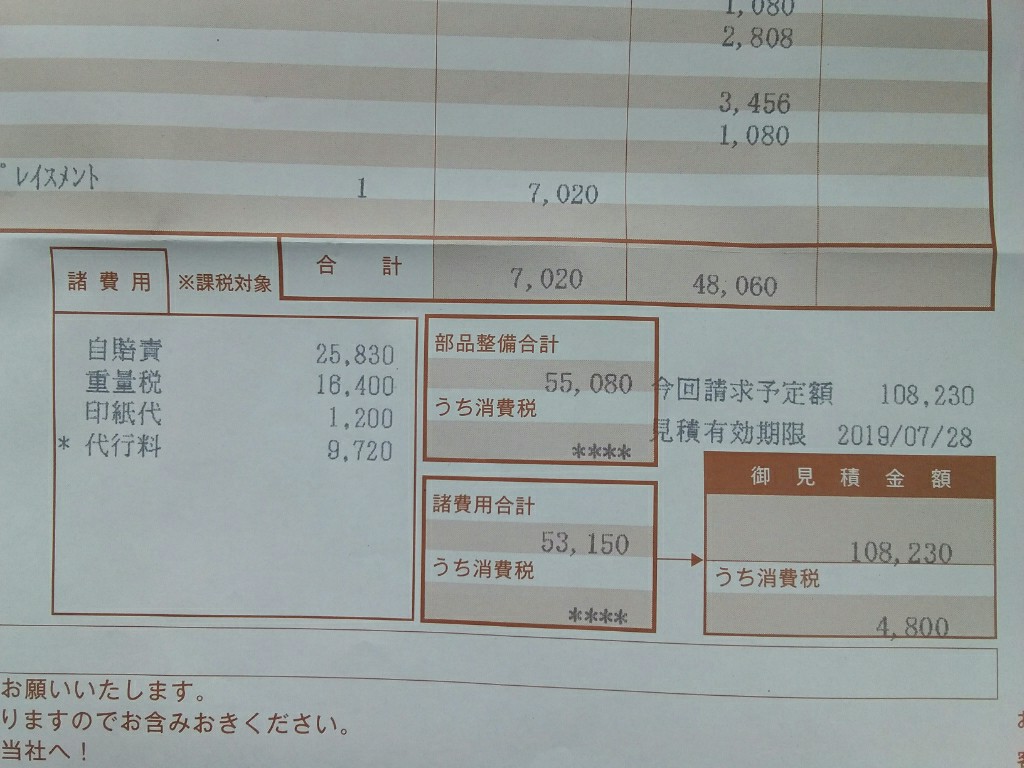 1,080
2,808
3,456
1,080
プレイスメント 1 7,020
合計 7,020 48,060
諸費用 ※課税対象
自賠責 25,830
重量税 16,400
印紙代 1,200
* 代行料 9,720
部品整備合計
55,080
うち消費税
****
諸費用合計
53,150
うち消費税
****
今回請求予定額 108,230
見積有効期限 2019/07/28
御見積金額
108,230
うち消費税
4,800
お願いいたします。
りますのでお含みおきください。
当社へ!